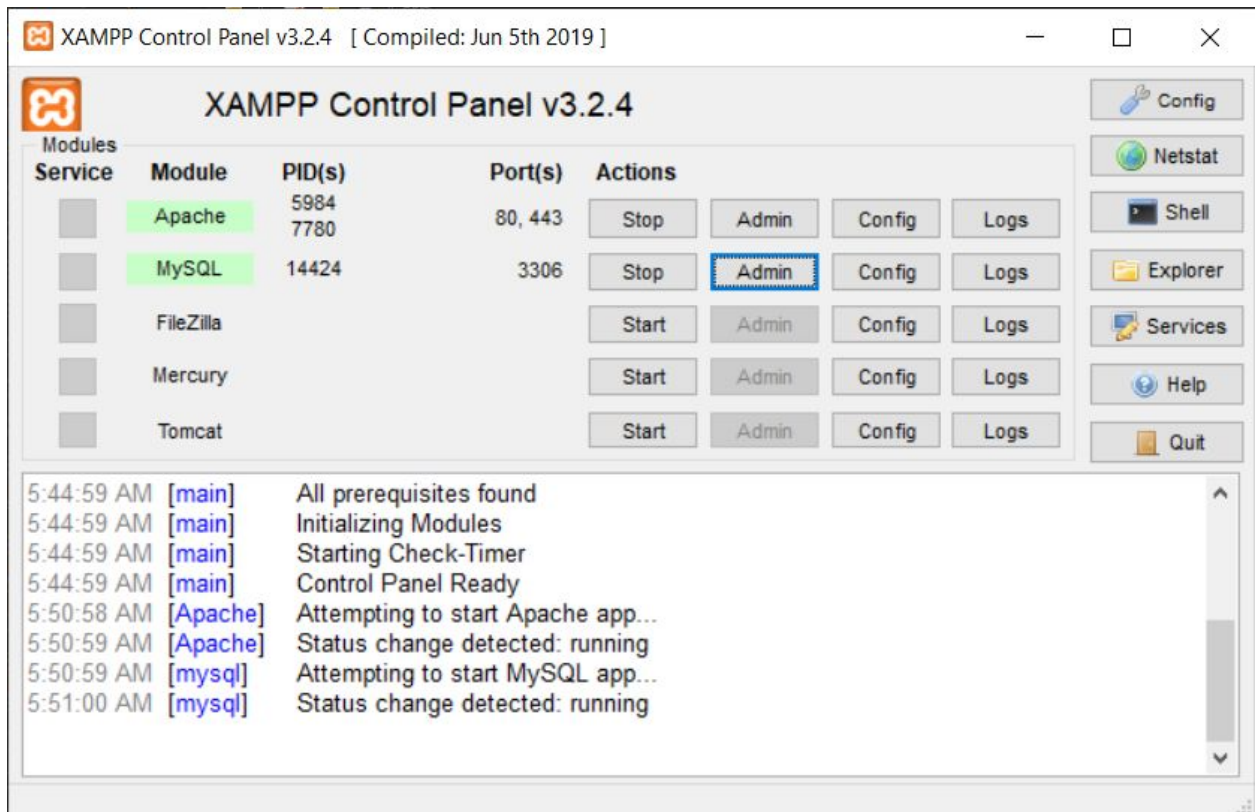 XAMPP Control Panel v3.2.4 [ Compiled: Jun 5th 2019 ]
XAMPP Control Panel v3.2.4
Config
Modules
Netstat
Service Module PID(s) Port(s) Actions
Apache 5984 7780 80, 443 Stop Admin Config Logs
Shell
MySQL 14424 3306 Stop Admin Config Logs
Explorer
FileZilla Start Admin Config Logs
Services
Mercury Start Admin Config Logs
Help
Tomcat Start Admin Config Logs
Quit
5:44:59 AM [main] All prerequisites found
5:44:59 AM [main] Initializing Modules
5:44:59 AM [main] Starting Check-Timer
5:44:59 AM [main] Control Panel Ready
5:50:58 AM [Apache] Attempting to start Apache app...
5:50:59 AM [Apache] Status change detected: running
5:50:59 AM [mysql] Attempting to start MySQL app...
5:51:00 AM [mysql] Status change detected: running